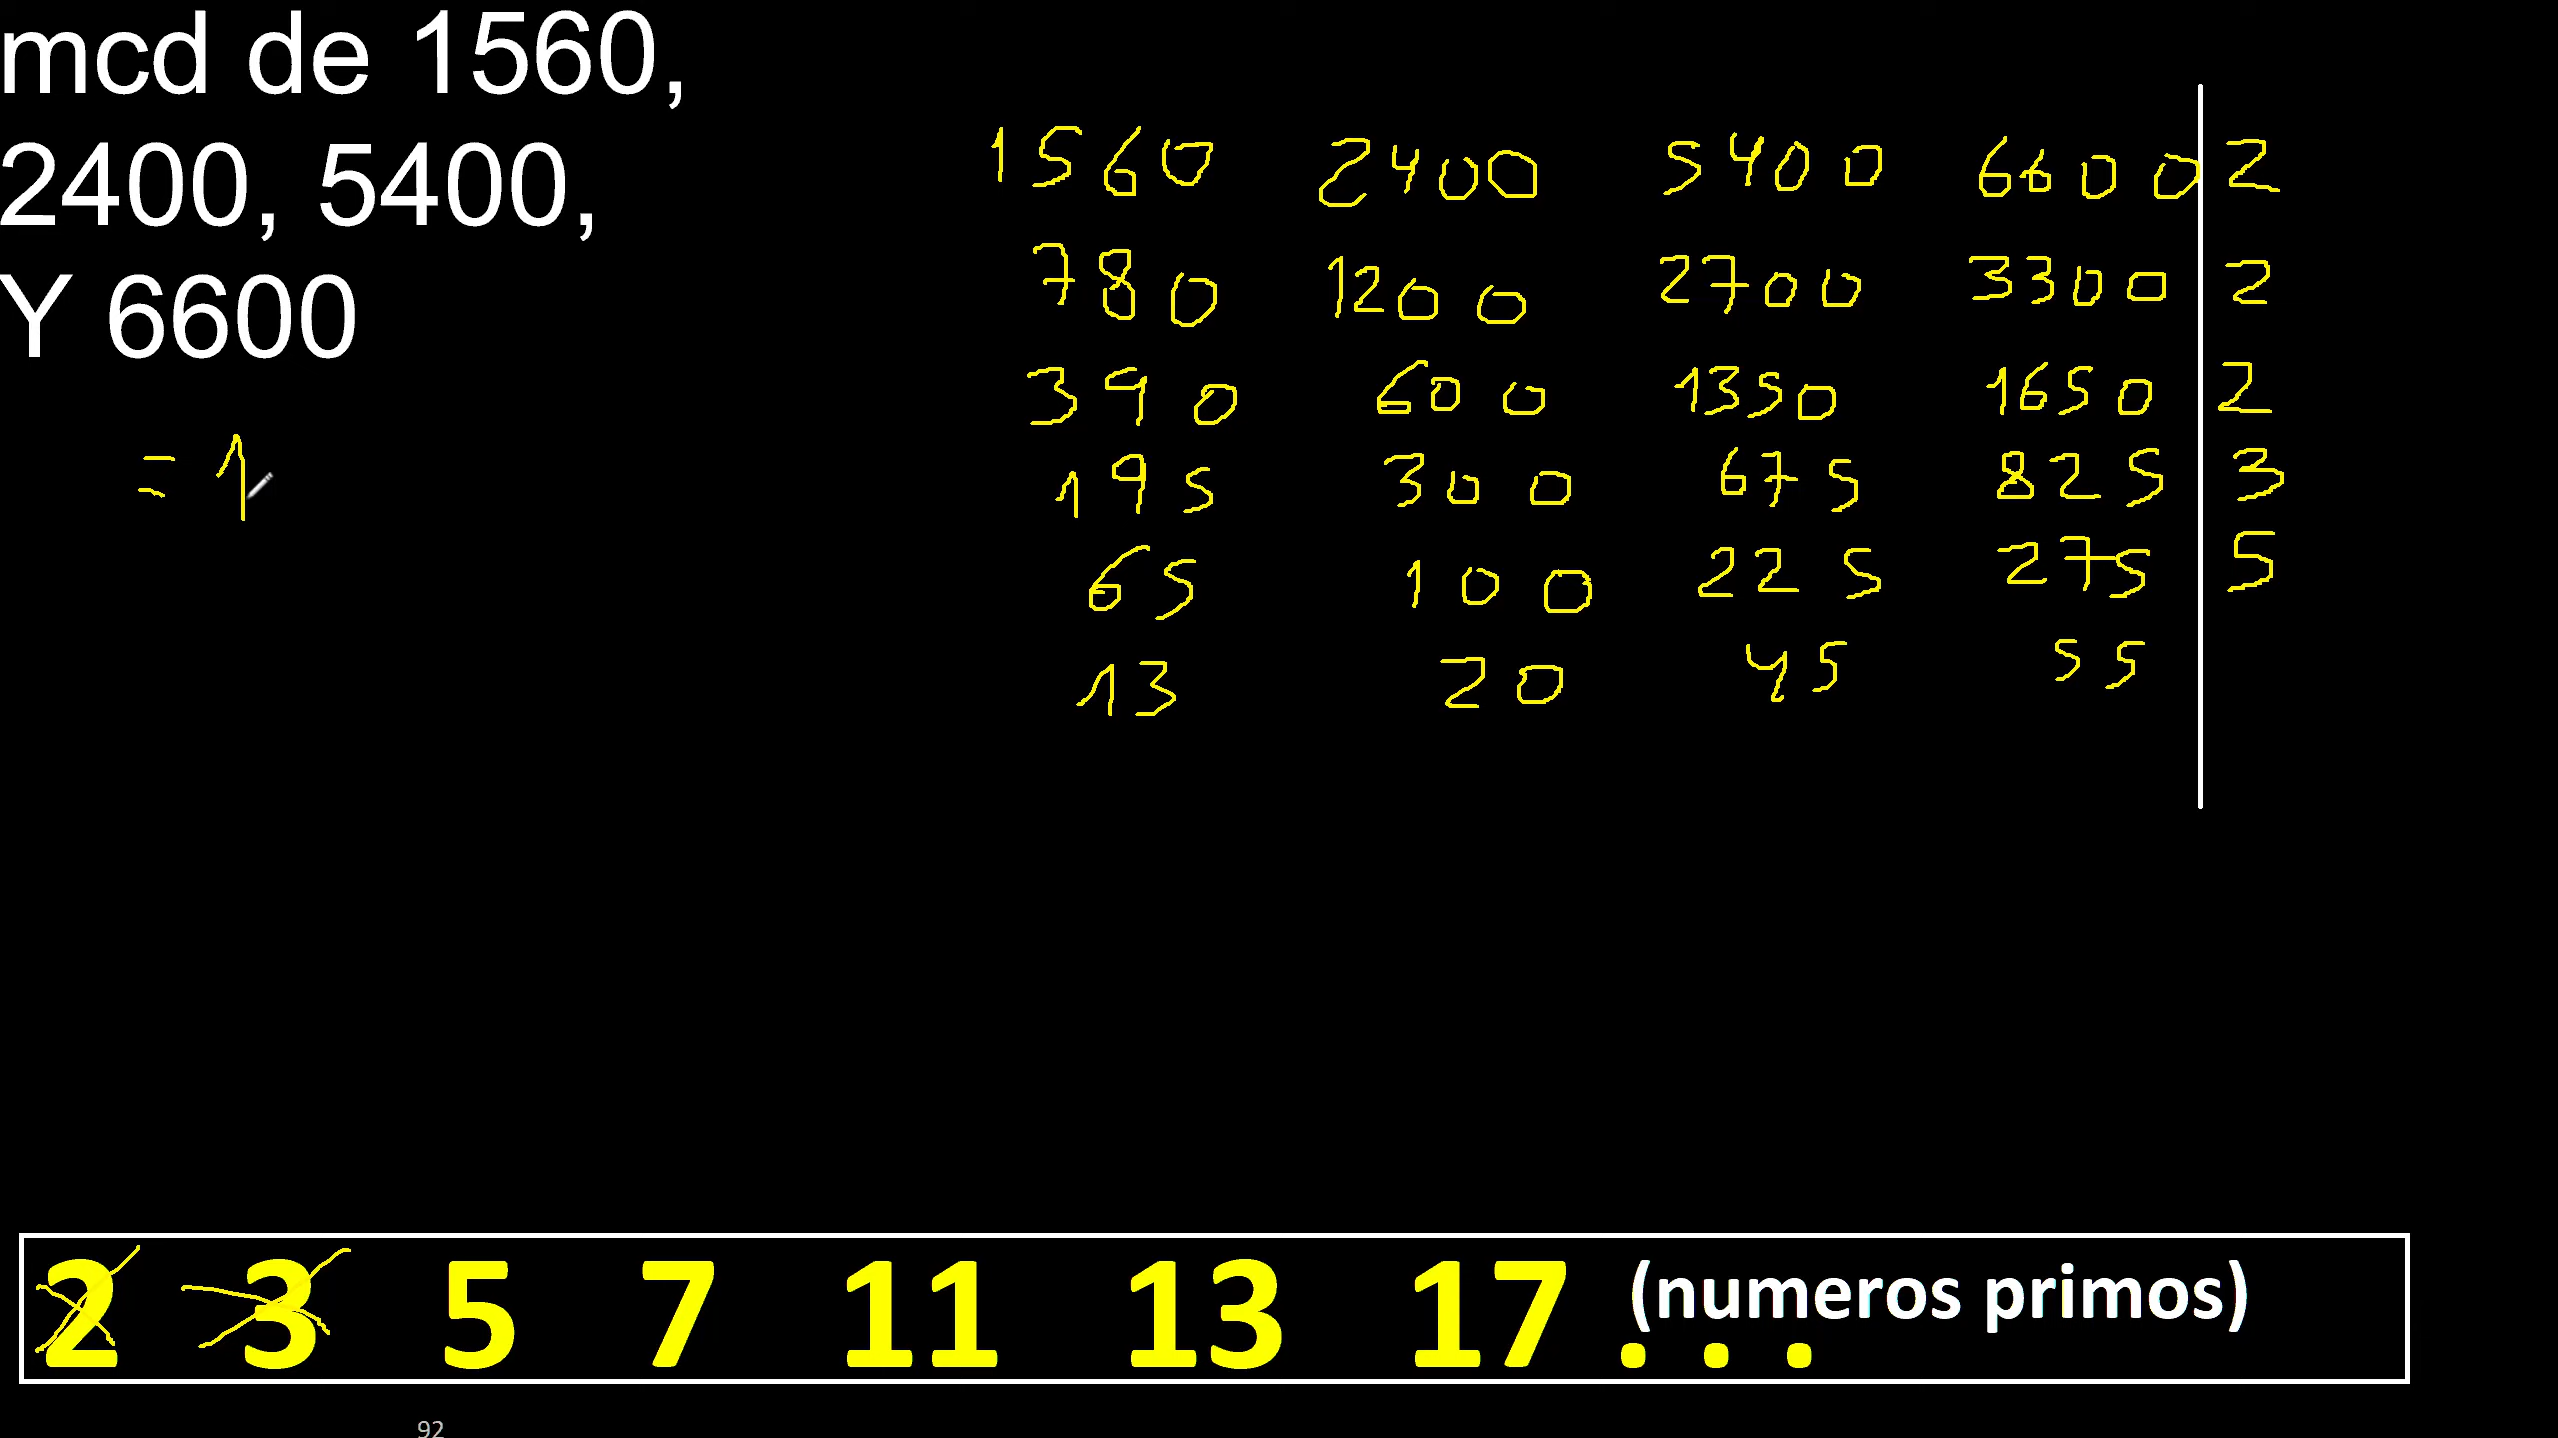 mcd de 1560,
2400, 5400,
Y 6600
= 1
1560 2400 5400 6600 2
780 1200 2700 3300 2
390 600 1350 1650 2
195 300 675 825 3
65 100 225 275 5
13 20 45 55
2 3 5 7 11 13 17 . . . (numeros primos)
92